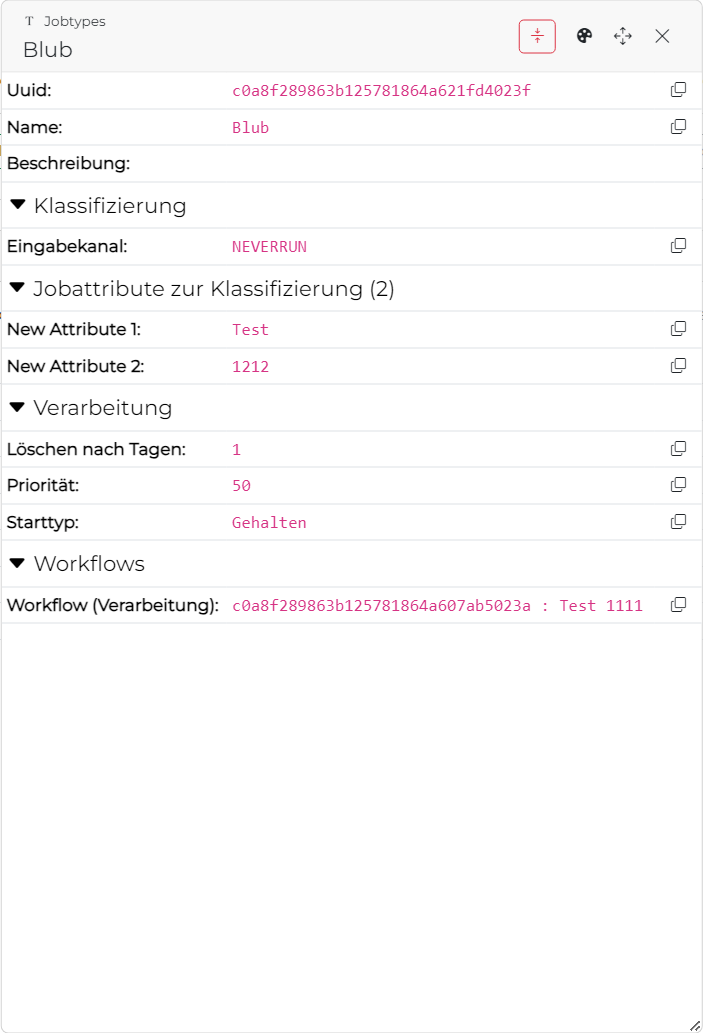 T Jobtypes
Blub
Uuid: c0a8f289863b125781864a621fd4023f
Name: Blub
Beschreibung:
Klassifizierung
Eingabekanal: NEVERRUN
Jobattribute zur Klassifizierung (2)
New Attribute 1: Test
New Attribute 2: 1212
Verarbeitung
Löschen nach Tagen: 1
Priorität: 50
Starttyp: Gehalten
Workflows
Workflow (Verarbeitung): c0a8f289863b125781864a607ab5023a : Test 1111